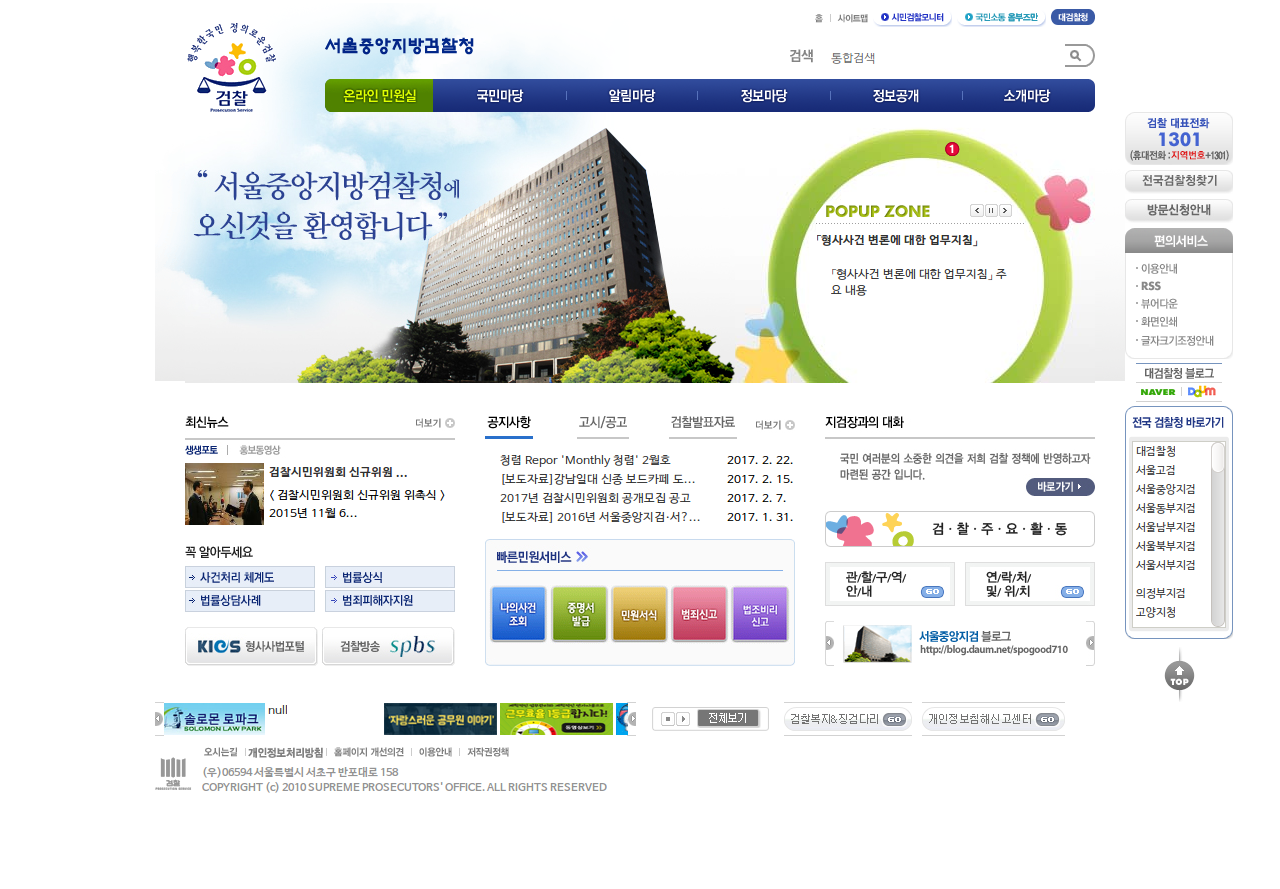 홈 사이트맵 시민검찰모니터 국민소통 옴부즈만 대검찰청
행복한국민 정의로운검찰
검찰
Prosecution Service
서울중앙지방검찰청
검색 통합검색
온라인 민원실 국민마당 알림마당 정보마당 정보공개 소개마당
“ 서울중앙지방검찰청에
오신것을 환영합니다 ”
1
POPUP ZONE
「형사사건 변론에 대한 업무지침」
「형사사건 변론에 대한 업무지침」 주
요 내용
검찰 대표전화
1301
(휴대전화 : 지역번호+1301)
전국검찰청찾기
방문신청안내
편의서비스
· 이용안내
· RSS
· 뷰어다운
· 화면인쇄
· 글자크기조정안내
대검찰청 블로그
NAVER | Daum
전국 검찰청 바로가기
대검찰청
서울고검
서울중앙지검
서울동부지검
서울남부지검
서울북부지검
서울서부지검
의정부지검
고양지청
TOP
최신뉴스 더보기
생생포토 | 홍보동영상
검찰시민위원회 신규위원 ...
< 검찰시민위원회 신규위원 위촉식 >
2015년 11월 6...
꼭 알아두세요
사건처리 체계도 법률상식
법률상담사례 범죄피해자지원
KICS 형사사법포털 검찰방송 spbs
공지사항 고시/공고 검찰발표자료 더보기
청렴 Repor 'Monthly 청렴' 2월호 2017. 2. 22.
[보도자료]강남일대 신종 보드카페 도... 2017. 2. 15.
2017년 검찰시민위원회 공개모집 공고 2017. 2. 7.
[보도자료] 2016년 서울중앙지검·서?... 2017. 1. 31.
빠른민원서비스
나의사건 조회 증명서 발급 민원서식 범죄신고 법조비리 신고
지검장과의 대화
국민 여러분의 소중한 의견을 저희 검찰 정책에 반영하고자
마련된 공간 입니다.
바로가기
검 · 찰 · 주 · 요 · 활 · 동
관/할/구/역/ 안/내 GO 연/락/처/ 및/ 위/치 GO
서울중앙지검 블로그
http://blog.daum.net/spogood710
솔로몬 로파크
SOLOMON LAW PARK
null
'자랑스러운 공무원 이야기'
근무효율 1등급 합시다!
동영상보기
전체보기
검찰복지&징검다리 GO
개인정보침해신고센터 GO
오시는길 | 개인정보처리방침 | 홈페이지 개선의견 | 이용안내 | 저작권정책
검찰
PROSECUTION SERVICE
(우)06594 서울특별시 서초구 반포대로 158
COPYRIGHT (c) 2010 SUPREME PROSECUTORS' OFFICE. ALL RIGHTS RESERVED